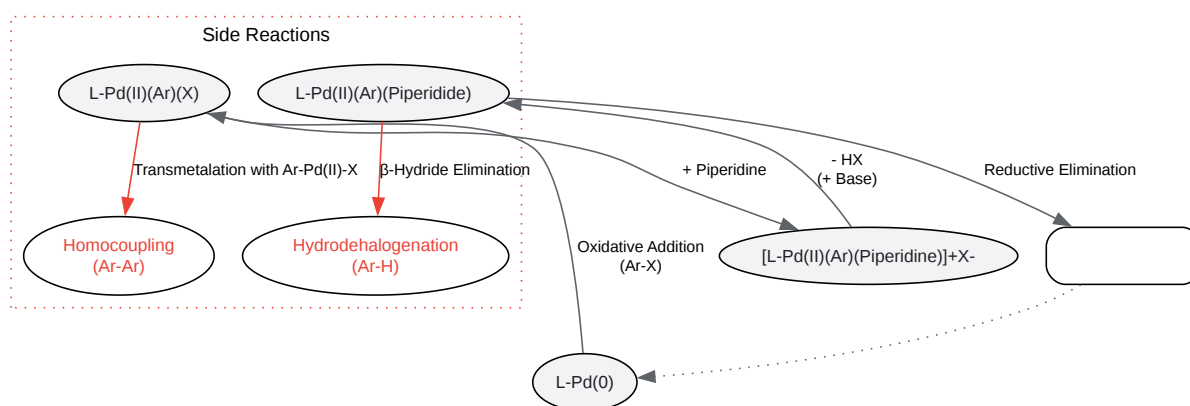 Side Reactions
L-Pd(II)(Ar)(X)
L-Pd(II)(Ar)(Piperidide)
Transmetalation with Ar-Pd(II)-X
β-Hydride Elimination
+ Piperidine
- HX
(+ Base)
Reductive Elimination
Homocoupling
(Ar-Ar)
Hydrodehalogenation
(Ar-H)
Oxidative Addition
(Ar-X)
[L-Pd(II)(Ar)(Piperidine)]+X-
L-Pd(0)